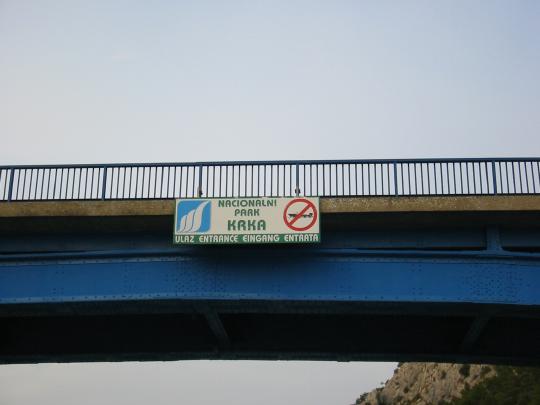 NACIONALNI
PARK
KRKA
ULAZ ENTRANCE EINGANG ENTRATA